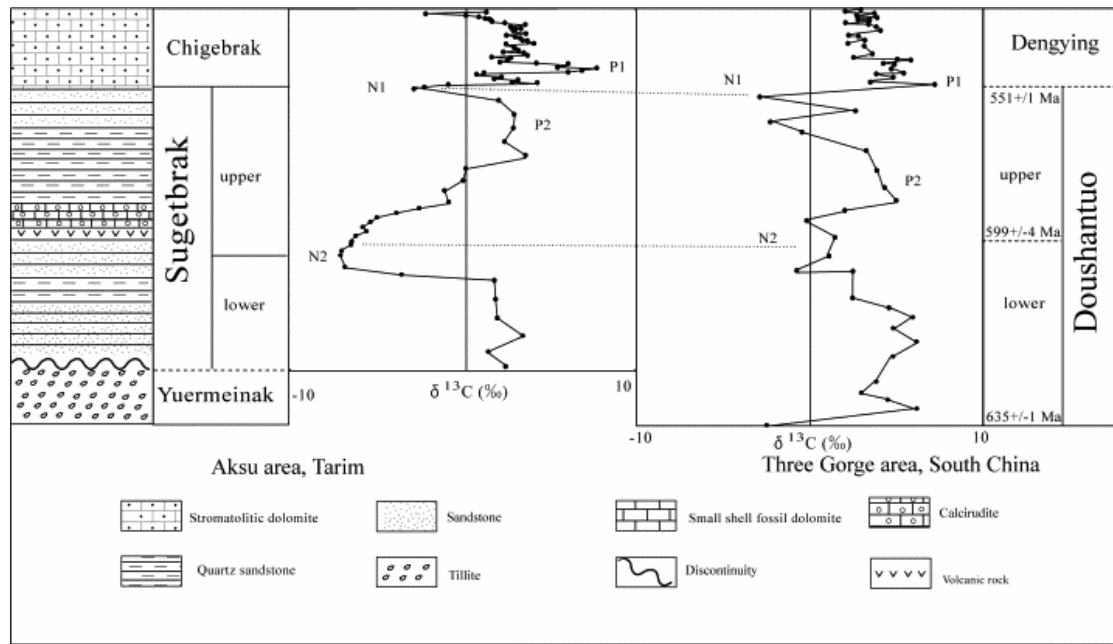 Chigebrak
Sugetbrak
upper
lower
Yuermeinak
N1
P1
P2
N2
-10
δ ¹³C (‰)
10
N1
P1
P2
N2
-10
δ ¹³C (‰)
10
Dengying
551+/1 Ma
upper
599+/-4 Ma
lower
635+/-1 Ma
Doushantuo
Aksu area, Tarim
Three Gorge area, South China
Stromatolitic dolomite
Sandstone
Small shell fossil dolomite
Calcirudite
Quartz sandstone
Tillite
Discontinuity
Volcanic rock